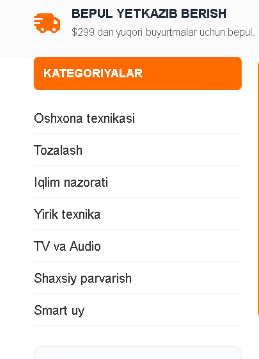 BEPUL YETKAZIB BERISH
$299 dan yuqori buyurtmalar uchun bepul.
KATEGORIYALAR
Oshxona texnikasi
Tozalash
Iqlim nazorati
Yirik texnika
TV va Audio
Shaxsiy parvarish
Smart uy